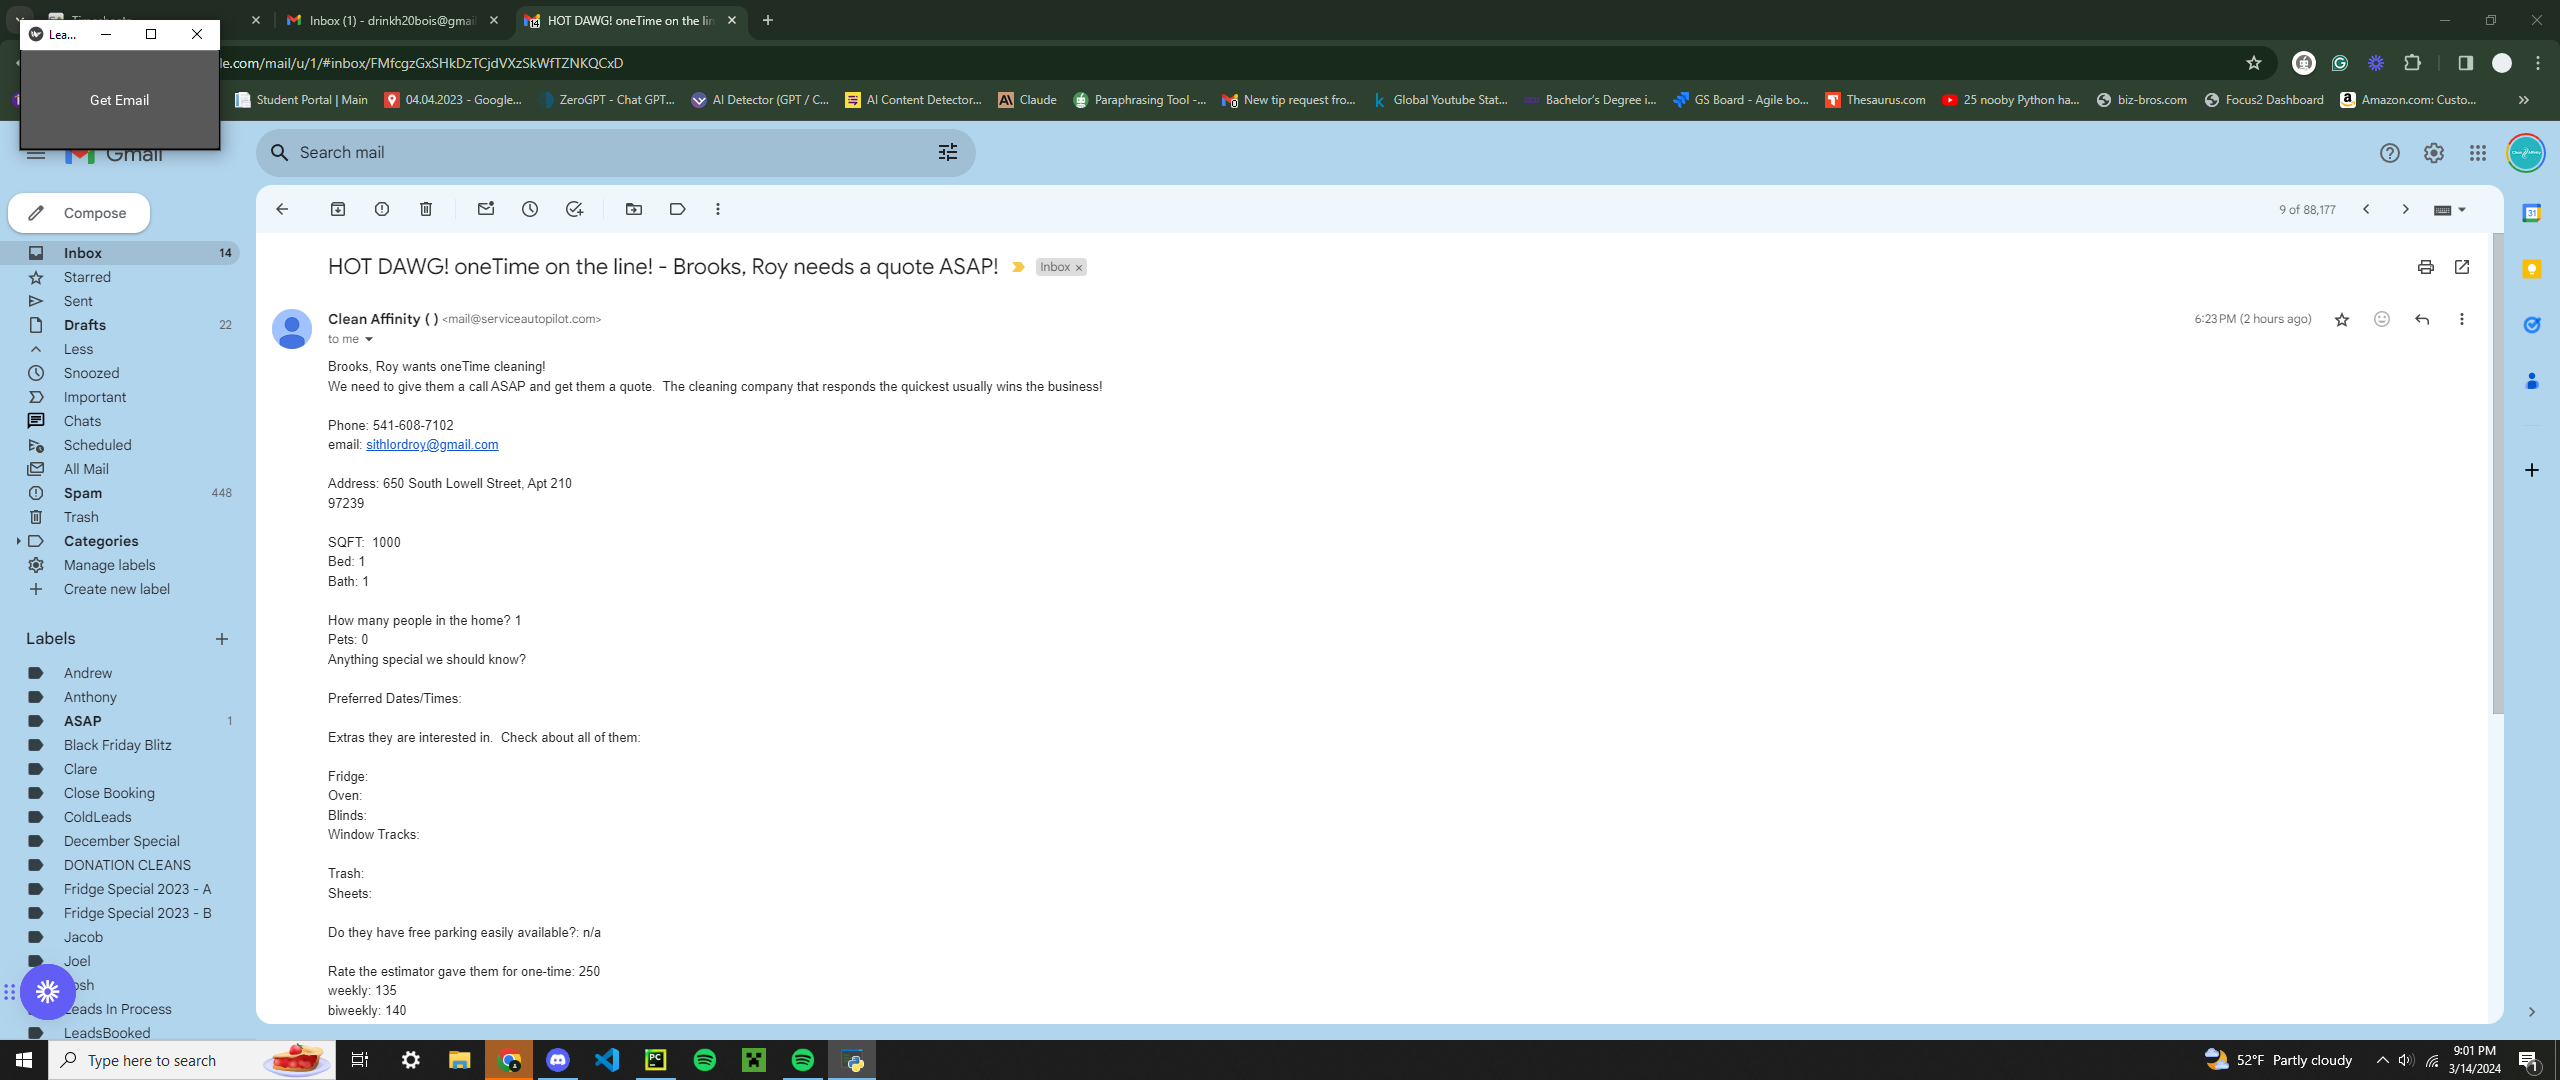 Lea...
Get Email
Timesheets
Inbox (1) - drinkh20bois@gmai
HOT DAWG! oneTime on the lin
le.com/mail/u/1/#inbox/FMfcgzGxSHkDzTCjdVXzSkWfTZNKQCxD
Student Portal | Main
04.04.2023 - Google...
ZeroGPT - Chat GPT...
AI Detector (GPT / C...
AI Content Detector...
Claude
Paraphrasing Tool -...
New tip request fro...
Global Youtube Stat...
Bachelor's Degree i...
GS Board - Agile bo...
Thesaurus.com
25 nooby Python ha...
biz-bros.com
Focus2 Dashboard
Amazon.com: Custo...
Gmail
Search mail
Compose
9 of 88,177
Inbox 14
Starred
Sent
Drafts 22
Less
Snoozed
Important
Chats
Scheduled
All Mail
Spam 448
Trash
Categories
Manage labels
Create new label
Labels
Andrew
Anthony
ASAP 1
Black Friday Blitz
Clare
Close Booking
ColdLeads
December Special
DONATION CLEANS
Fridge Special 2023 - A
Fridge Special 2023 - B
Jacob
Joel
osh
Leads In Process
LeadsBooked
HOT DAWG! oneTime on the line! - Brooks, Roy needs a quote ASAP!
Inbox
Clean Affinity ( ) <mail@serviceautopilot.com>
6:23 PM (2 hours ago)
to me
Brooks, Roy wants oneTime cleaning!
We need to give them a call ASAP and get them a quote.  The cleaning company that responds the quickest usually wins the business!
Phone: 541-608-7102
email: sithlordroy@gmail.com
Address: 650 South Lowell Street, Apt 210
97239
SQFT:  1000
Bed: 1
Bath: 1
How many people in the home? 1
Pets: 0
Anything special we should know?
Preferred Dates/Times:
Extras they are interested in.  Check about all of them:
Fridge:
Oven:
Blinds:
Window Tracks:
Trash:
Sheets:
Do they have free parking easily available?: n/a
Rate the estimator gave them for one-time: 250
weekly: 135
biweekly: 140
Type here to search
52°F Partly cloudy
9:01 PM
3/14/2024